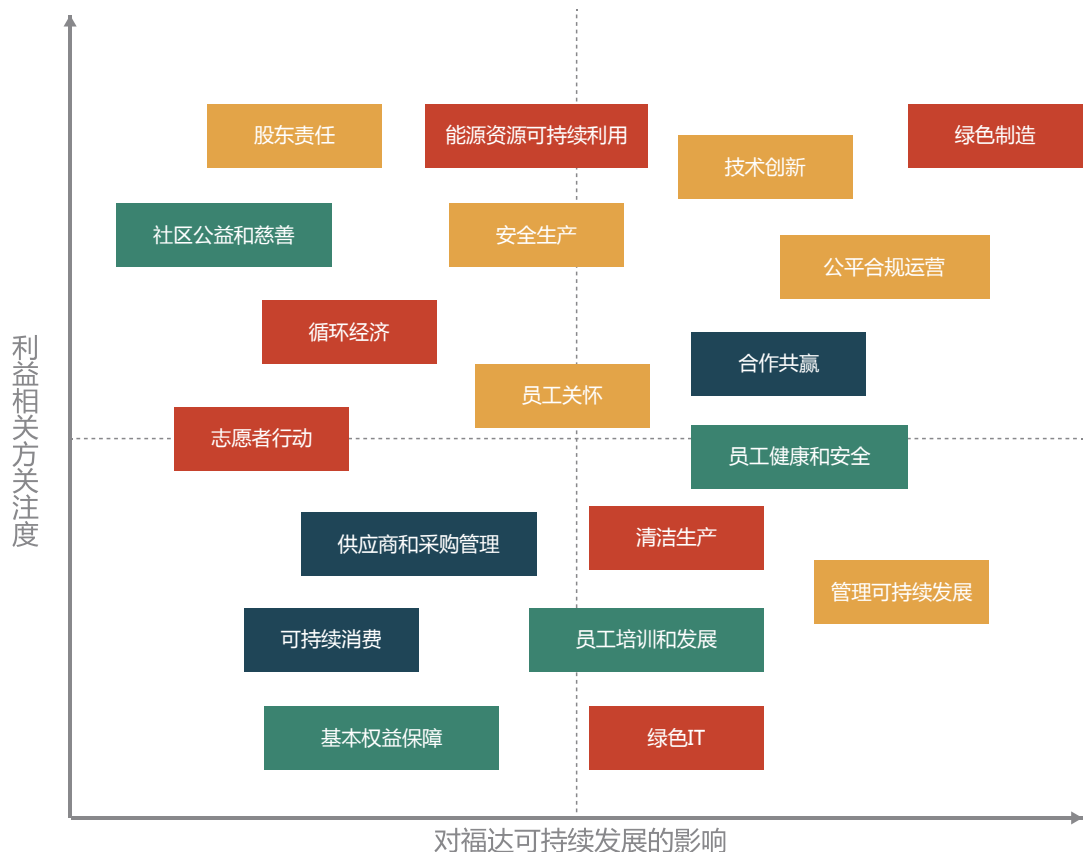 股东责任
能源资源可持续利用
绿色制造
技术创新
社区公益和慈善
安全生产
公平合规运营
循环经济
合作共赢
员工关怀
志愿者行动
员工健康和安全
利益相关方关注度
供应商和采购管理
清洁生产
管理可持续发展
可持续消费
员工培训和发展
基本权益保障
绿色IT
对福达可持续发展的影响